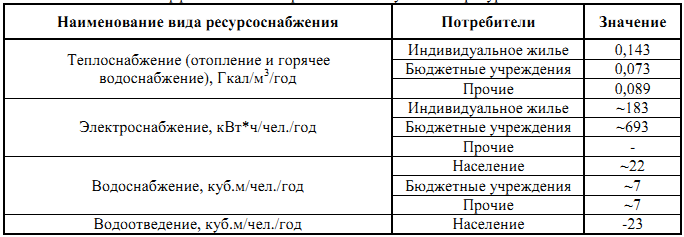 Наименование вида ресурсоснабжения Потребители Значение
Теплоснабжение (отопление и горячее
водоснабжение), Гкал/м³/год
Индивидуальное жилье 0,143
Бюджетные учреждения 0,073
Прочие 0,089
Электроснабжение, кВт*ч/чел./год
Индивидуальное жилье ~183
Бюджетные учреждения ~693
Прочие -
Водоснабжение, куб.м/чел./год
Население ~22
Бюджетные учреждения ~7
Прочие ~7
Водоотведение, куб.м/чел./год Население -23